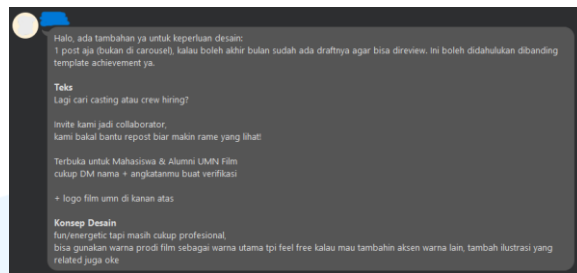 Halo, ada tambahan ya untuk keperluan desain:
1 post aja (bukan di carousel), kalau boleh akhir bulan sudah ada draftnya agar bisa direview. Ini boleh didahulukan dibanding
template achievement ya.
Teks
Lagi cari casting atau crew hiring?
Invite kami jadi collaborator,
kami bakal bantu repost biar makin rame yang lihat!
Terbuka untuk Mahasiswa & Alumni UMN Film
cukup DM nama + angkatanmu buat verifikasi
+ logo film umn di kanan atas
Konsep Desain
fun/energetic tapi masih cukup profesional,
bisa gunakan warna prodi film sebagai warna utama tpi feel free kalau mau tambahin aksen warna lain, tambah ilustrasi yang
related juga oke